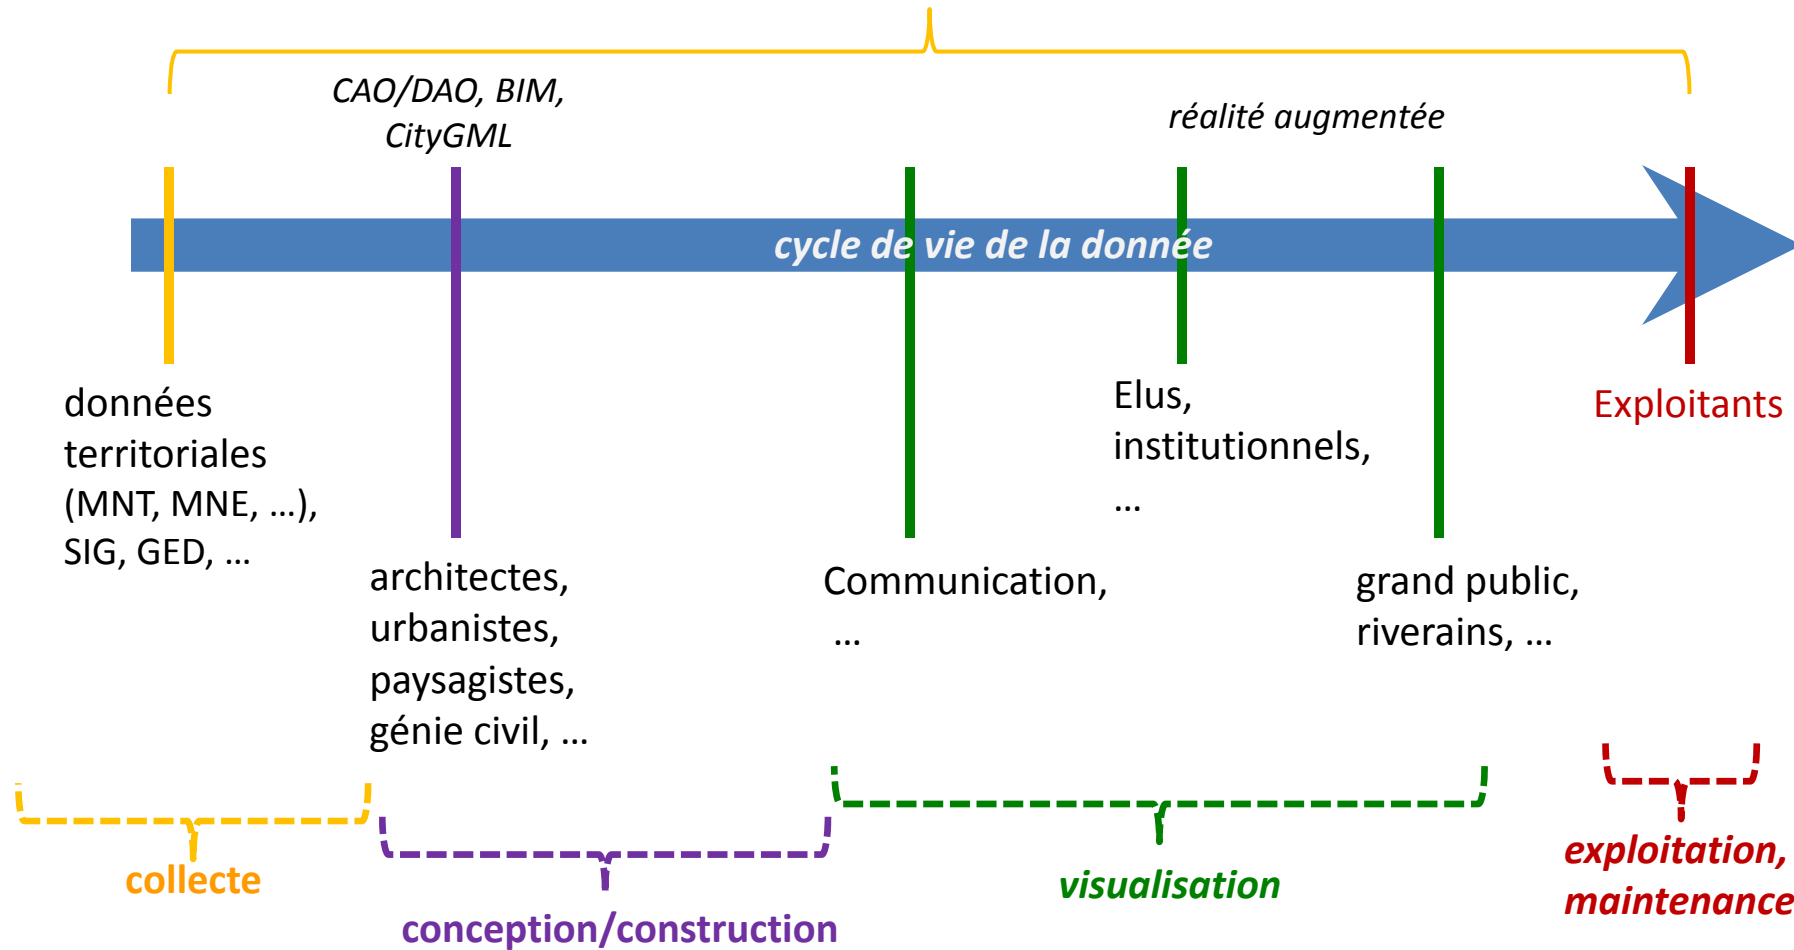 CAO/DAO, BIM,
CityGML
réalité augmentée
cycle de vie de la donnée
données
territoriales
(MNT, MNE, …),
SIG, GED, …
architectes,
urbanistes,
paysagistes,
génie civil, …
Communication,
…
Elus,
institutionnels,
…
grand public,
riverains, …
Exploitants
collecte
conception/construction
visualisation
exploitation,
maintenance